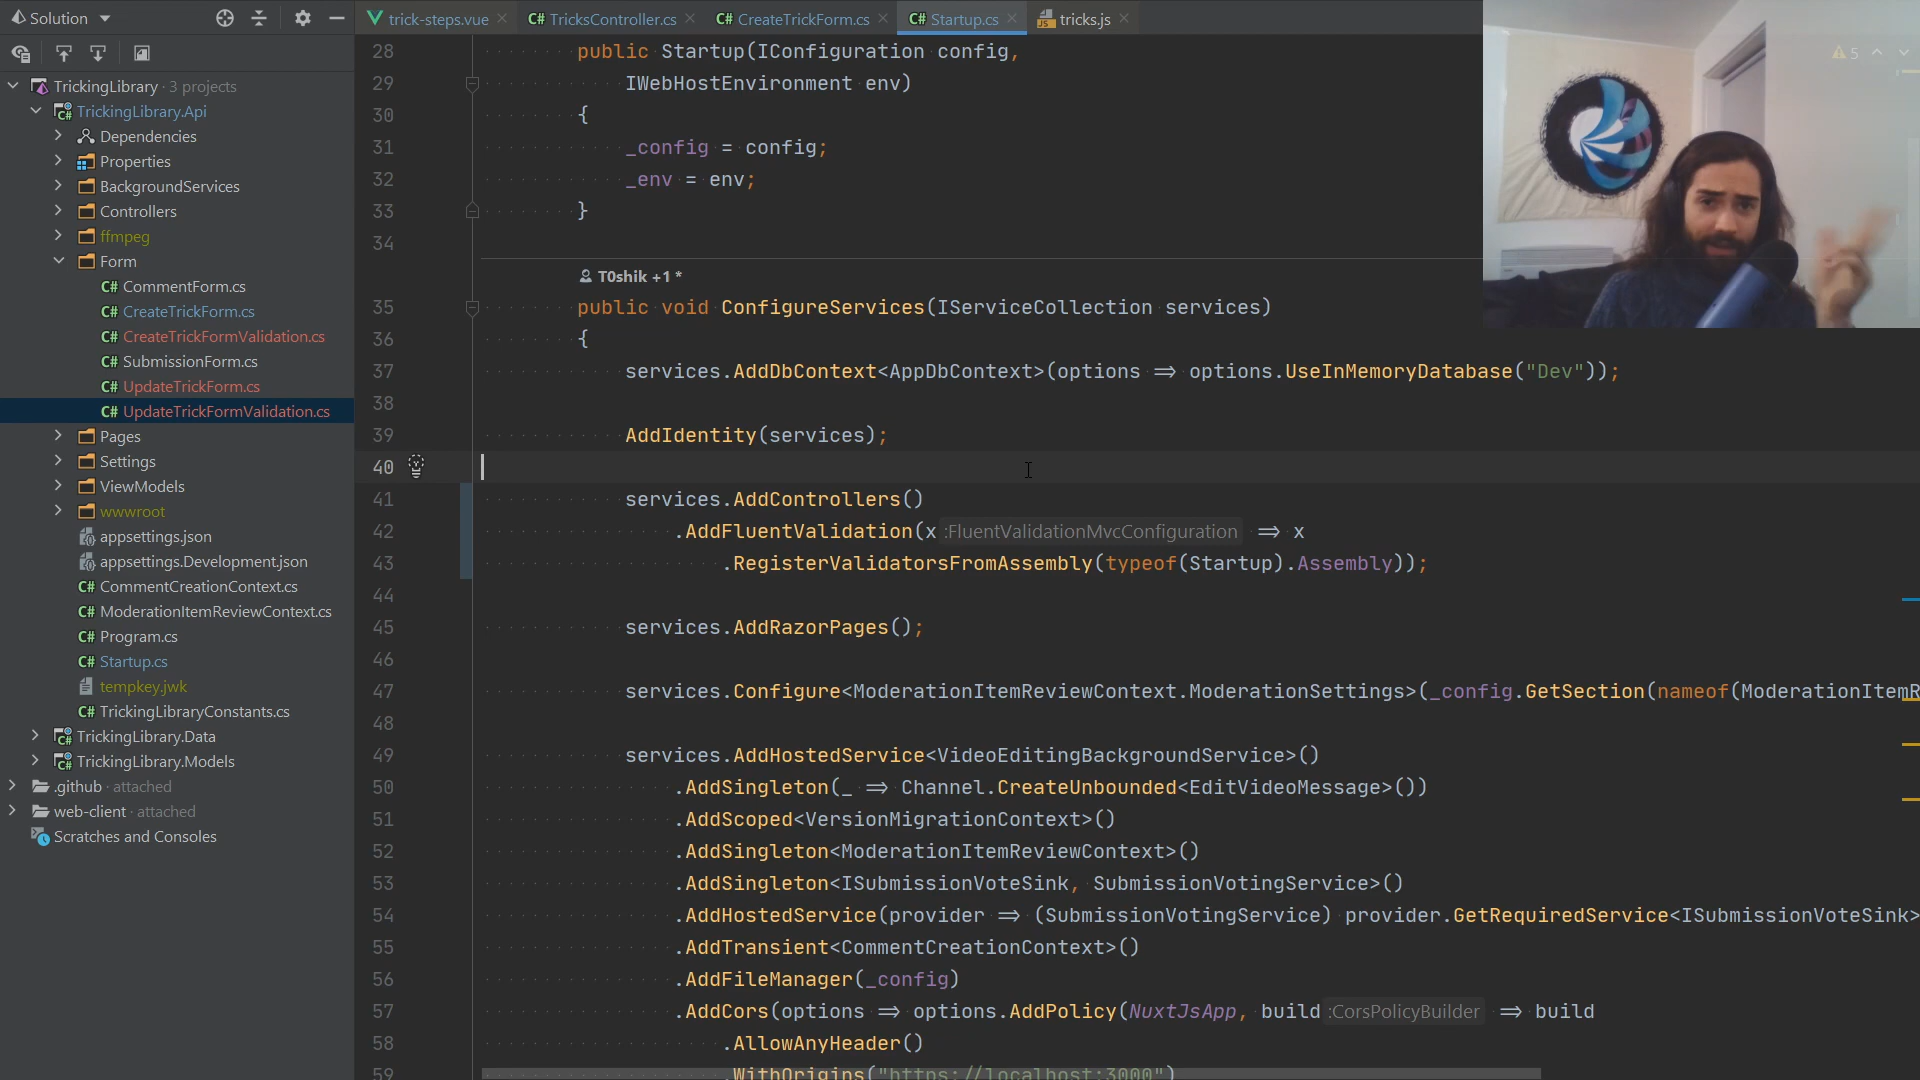 Solution
trick-steps.vue
C# TricksController.cs
C# CreateTrickForm.cs
C# Startup.cs
JS tricks.js
TrickingLibrary · 3 projects
TrickingLibrary.Api
Dependencies
Properties
BackgroundServices
Controllers
ffmpeg
Form
C# CommentForm.cs
C# CreateTrickForm.cs
C# CreateTrickFormValidation.cs
C# SubmissionForm.cs
C# UpdateTrickForm.cs
C# UpdateTrickFormValidation.cs
Pages
Settings
ViewModels
wwwroot
appsettings.json
appsettings.Development.json
C# CommentCreationContext.cs
C# ModerationItemReviewContext.cs
C# Program.cs
C# Startup.cs
tempkey.jwk
C# TrickingLibraryConstants.cs
TrickingLibrary.Data
TrickingLibrary.Models
.github · attached
web-client · attached
Scratches and Consoles
5
28 public Startup(IConfiguration config,
29 IWebHostEnvironment env)
30 {
31 _config = config;
32 _env = env;
33 }
34
T0shik +1 *
35 public void ConfigureServices(IServiceCollection services)
36 {
37 services.AddDbContext<AppDbContext>(options => options.UseInMemoryDatabase("Dev"));
38
39 AddIdentity(services);
40
41 services.AddControllers()
42 .AddFluentValidation(x :FluentValidationMvcConfiguration => x
43 .RegisterValidatorsFromAssembly(typeof(Startup).Assembly));
44
45 services.AddRazorPages();
46
47 services.Configure<ModerationItemReviewContext.ModerationSettings>(_config.GetSection(nameof(ModerationItemR
48
49 services.AddHostedService<VideoEditingBackgroundService>()
50 .AddSingleton(_ => Channel.CreateUnbounded<EditVideoMessage>())
51 .AddScoped<VersionMigrationContext>()
52 .AddSingleton<ModerationItemReviewContext>()
53 .AddSingleton<ISubmissionVoteSink, SubmissionVotingService>()
54 .AddHostedService(provider => (SubmissionVotingService) provider.GetRequiredService<ISubmissionVoteSink>
55 .AddTransient<CommentCreationContext>()
56 .AddFileManager(_config)
57 .AddCors(options => options.AddPolicy(NuxtJsApp, build :CorsPolicyBuilder => build
58 .AllowAnyHeader()
59 .WithOrigins("https://localhost:3000")